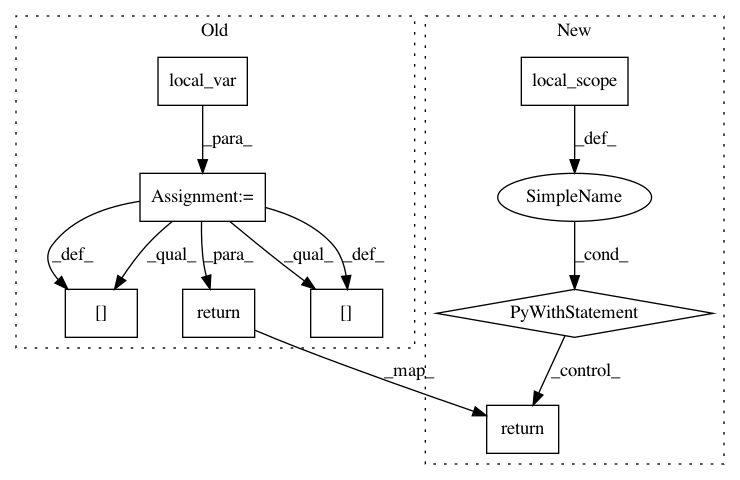 Old
New
local_var
local_scope
_para_
_def_
Assignment:=
SimpleName
_def_
_qual_
_para_
_qual_
_def_
_cond_
[]
return
[]
PyWithStatement
_map_
_control_
return